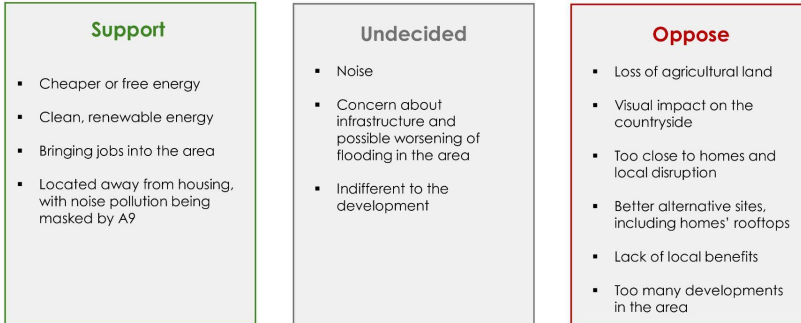 Support
▪ Cheaper or free energy
▪ Clean, renewable energy
▪ Bringing jobs into the area
▪ Located away from housing,
with noise pollution being
masked by A9
Undecided
▪ Noise
▪ Concern about
infrastructure and
possible worsening of
flooding in the area
▪ Indifferent to the
development
Oppose
▪ Loss of agricultural land
▪ Visual impact on the
countryside
▪ Too close to homes and
local disruption
▪ Better alternative sites,
including homes’ rooftops
▪ Lack of local benefits
▪ Too many developments
in the area